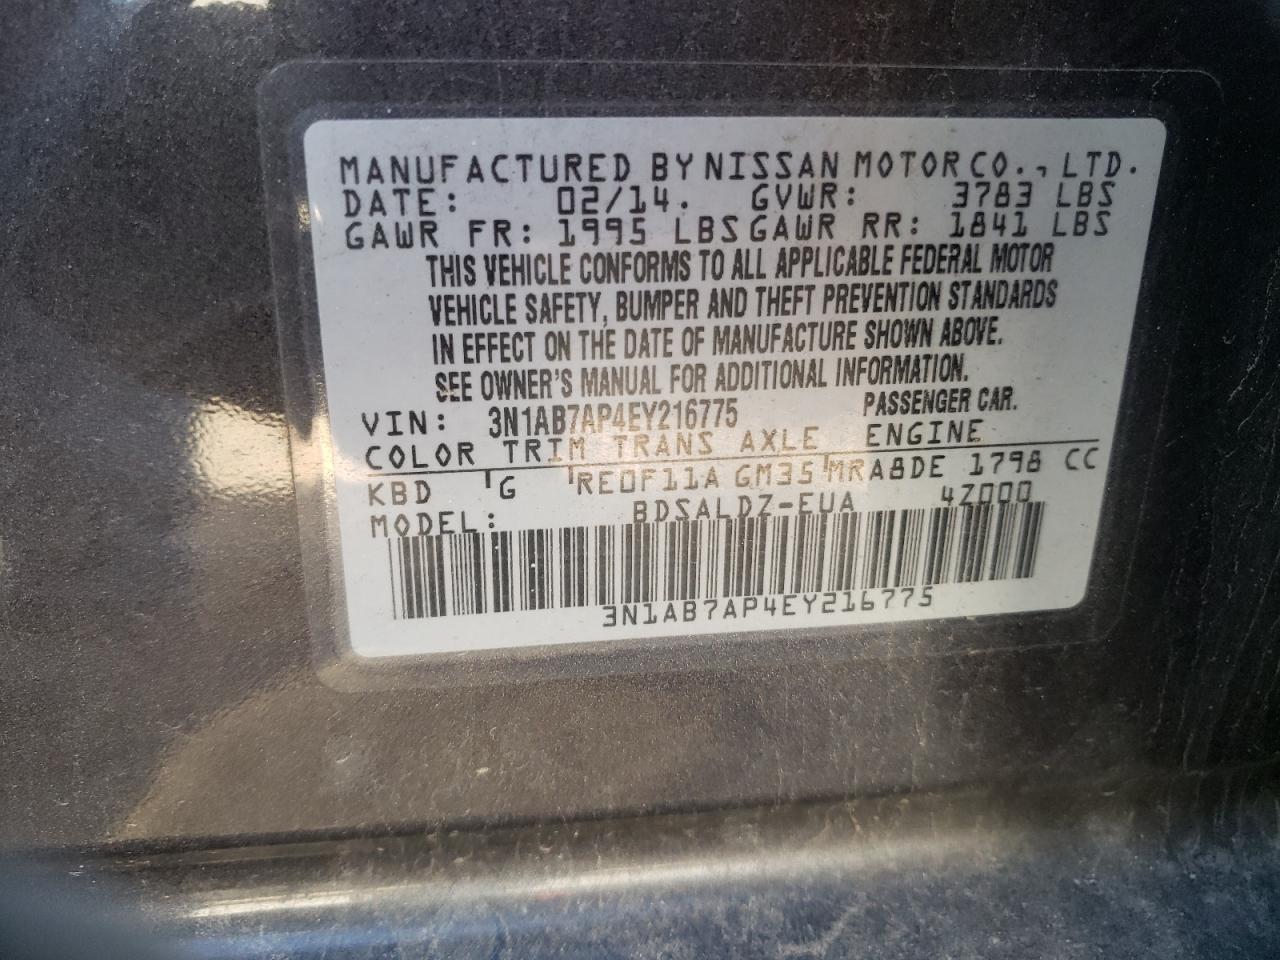 MANUFACTURED BY NISSAN MOTOR CO., LTD.
DATE: 02/14. GVWR: 3783 LBS
GAWR FR: 1995 LBS GAWR RR: 1841 LBS
THIS VEHICLE CONFORMS TO ALL APPLICABLE FEDERAL MOTOR
VEHICLE SAFETY, BUMPER AND THEFT PREVENTION STANDARDS
IN EFFECT ON THE DATE OF MANUFACTURE SHOWN ABOVE.
SEE OWNER'S MANUAL FOR ADDITIONAL INFORMATION.
VIN: 3N1AB7AP4EY216775 PASSENGER CAR.
COLOR TRIM TRANS AXLE ENGINE
KBD G RE0F11A GM35 MRA8DE 1798 CC
MODEL: BDSALDZ-EUA 4Z000
3N1AB7AP4EY216775